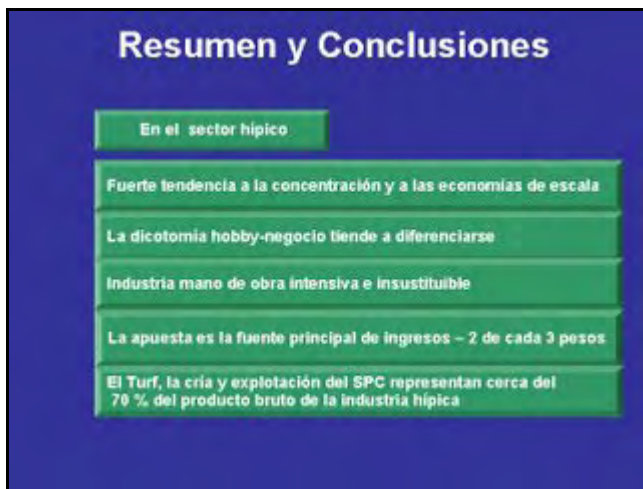 Resumen y Conclusiones
En el sector hípico
Fuerte tendencia a la concentración y a las economías de escala
La dicotomia hobby-negocio tiende a diferenciarse
Industria mano de obra intensiva e insustituíble
La apuesta es la fuente principal de ingresos – 2 de cada 3 pesos
El Turf, la cría y explotación del SPC representan cerca del
70 % del producto bruto de la industria hípica